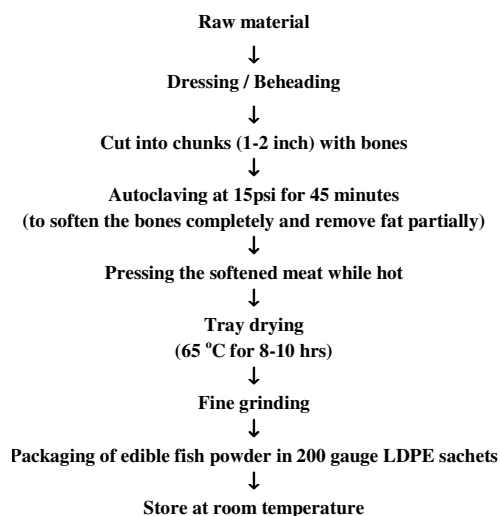 Raw material
↓
Dressing / Beheading
↓
Cut into chunks (1-2 inch) with bones
↓
Autoclaving at 15psi for 45 minutes
(to soften the bones completely and remove fat partially)
↓
Pressing the softened meat while hot
↓
Tray drying
(65 °C for 8-10 hrs)
↓
Fine grinding
↓
Packaging of edible fish powder in 200 gauge LDPE sachets
↓
Store at room temperature